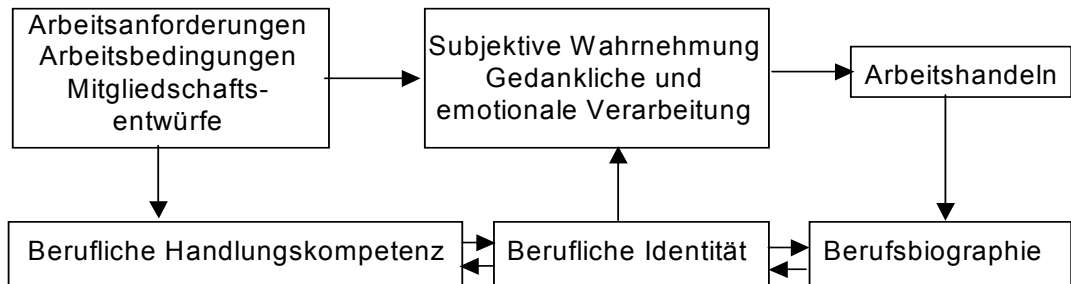 Arbeitsanforderungen
Arbeitsbedingungen
Mitgliedschafts-
entwürfe
Subjektive Wahrnehmung
Gedankliche und
emotionale Verarbeitung
Arbeitshandeln
Berufliche Handlungskompetenz
Berufliche Identität
Berufsbiographie